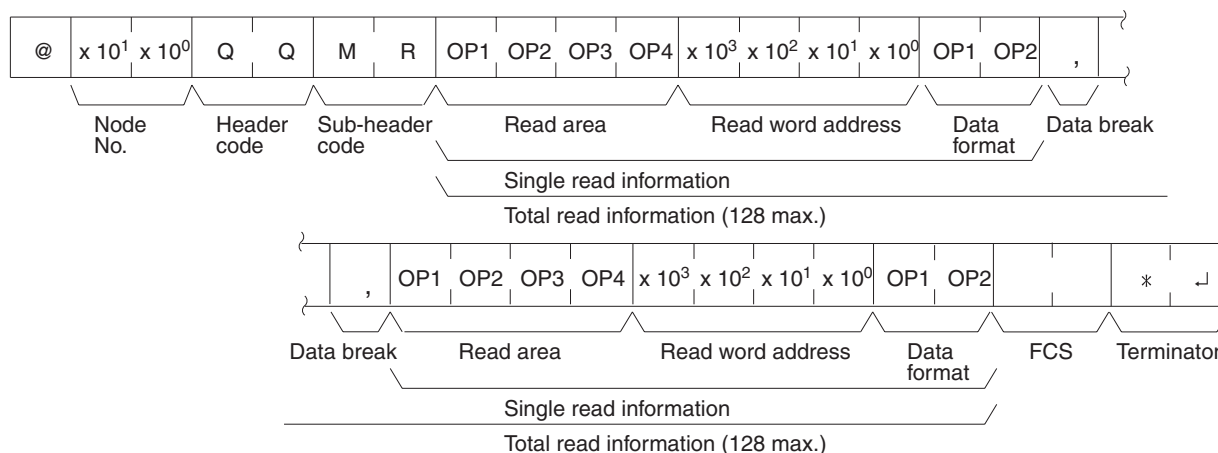 @ x 10¹ x 10⁰ Q Q M R OP1 OP2 OP3 OP4 x 10³ x 10² x 10¹ x 10⁰ OP1 OP2 ,
Node No. Header code Sub-header code Read area Read word address Data format Data break
Single read information
Total read information (128 max.)
, OP1 OP2 OP3 OP4 x 10³ x 10² x 10¹ x 10⁰ OP1 OP2 * ↵
Data break Read area Read word address Data format FCS Terminator
Single read information
Total read information (128 max.)